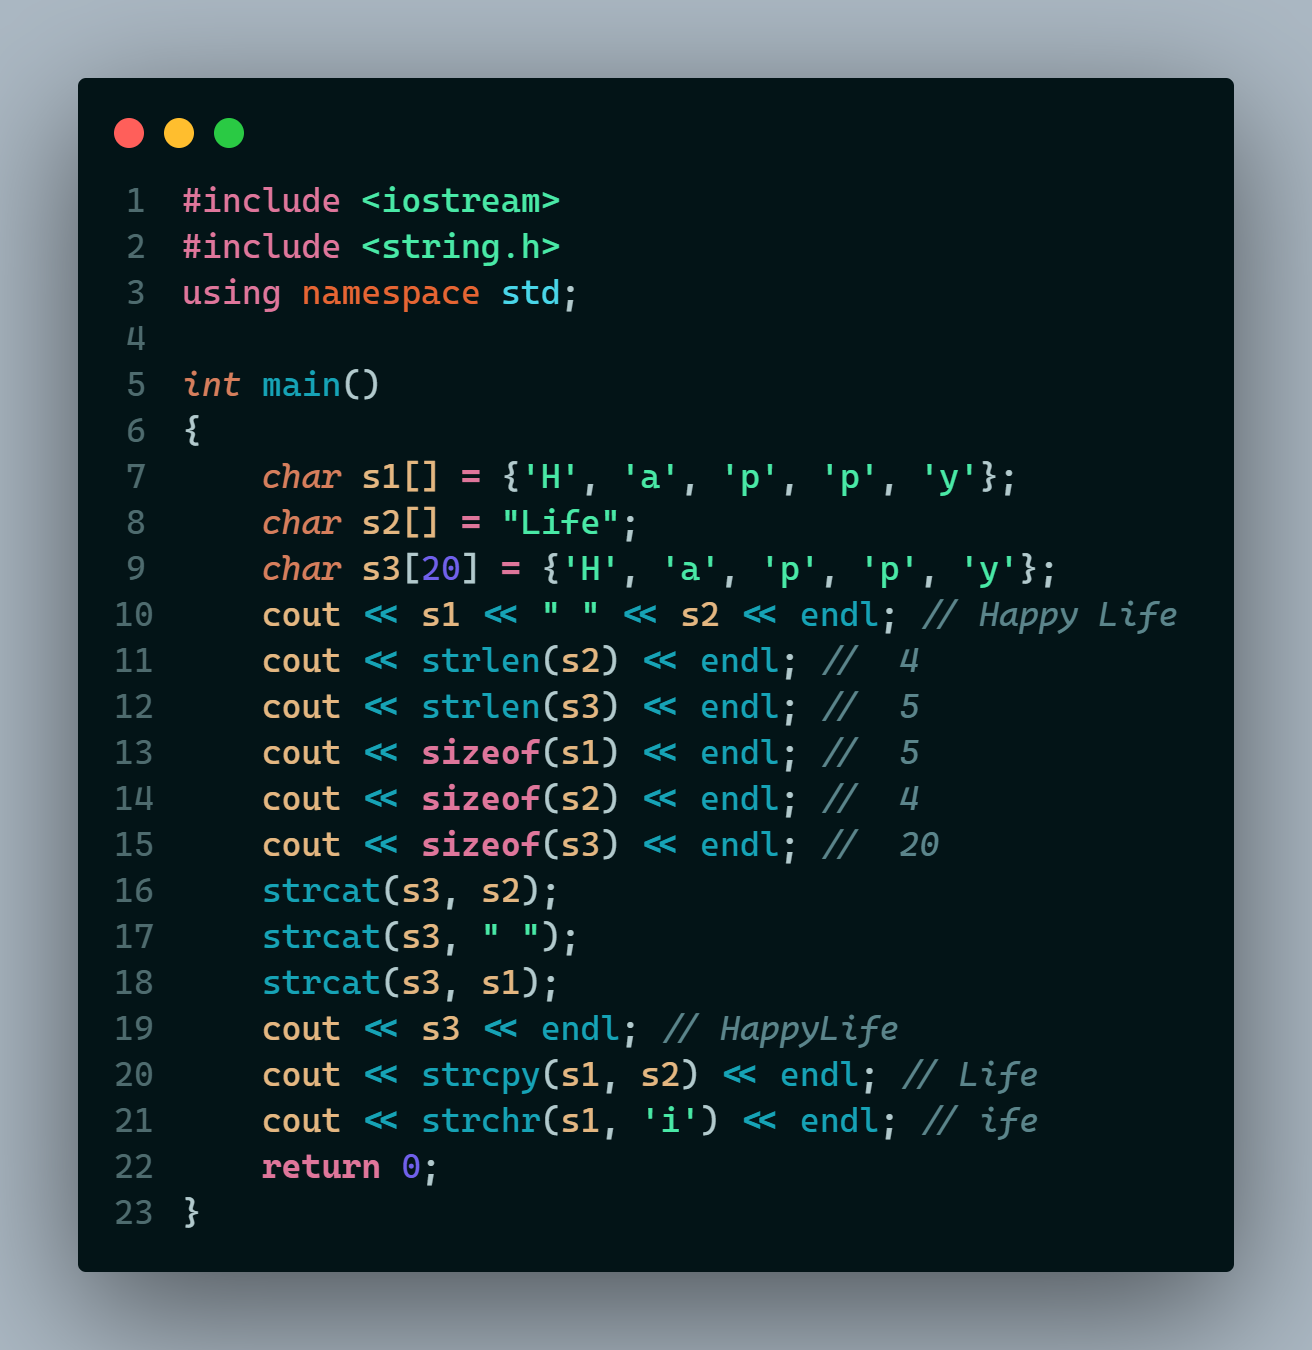 1 #include <iostream>
2 #include <string.h>
3 using namespace std;
4
5 int main()
6 {
7     char s1[] = {'H', 'a', 'p', 'p', 'y'};
8     char s2[] = "Life";
9     char s3[20] = {'H', 'a', 'p', 'p', 'y'};
10     cout << s1 << " " << s2 << endl; // Happy Life
11     cout << strlen(s2) << endl; //  4
12     cout << strlen(s3) << endl; //  5
13     cout << sizeof(s1) << endl; //  5
14     cout << sizeof(s2) << endl; //  4
15     cout << sizeof(s3) << endl; //  20
16     strcat(s3, s2);
17     strcat(s3, " ");
18     strcat(s3, s1);
19     cout << s3 << endl; // HappyLife
20     cout << strcpy(s1, s2) << endl; // Life
21     cout << strchr(s1, 'i') << endl; // ife
22     return 0;
23 }